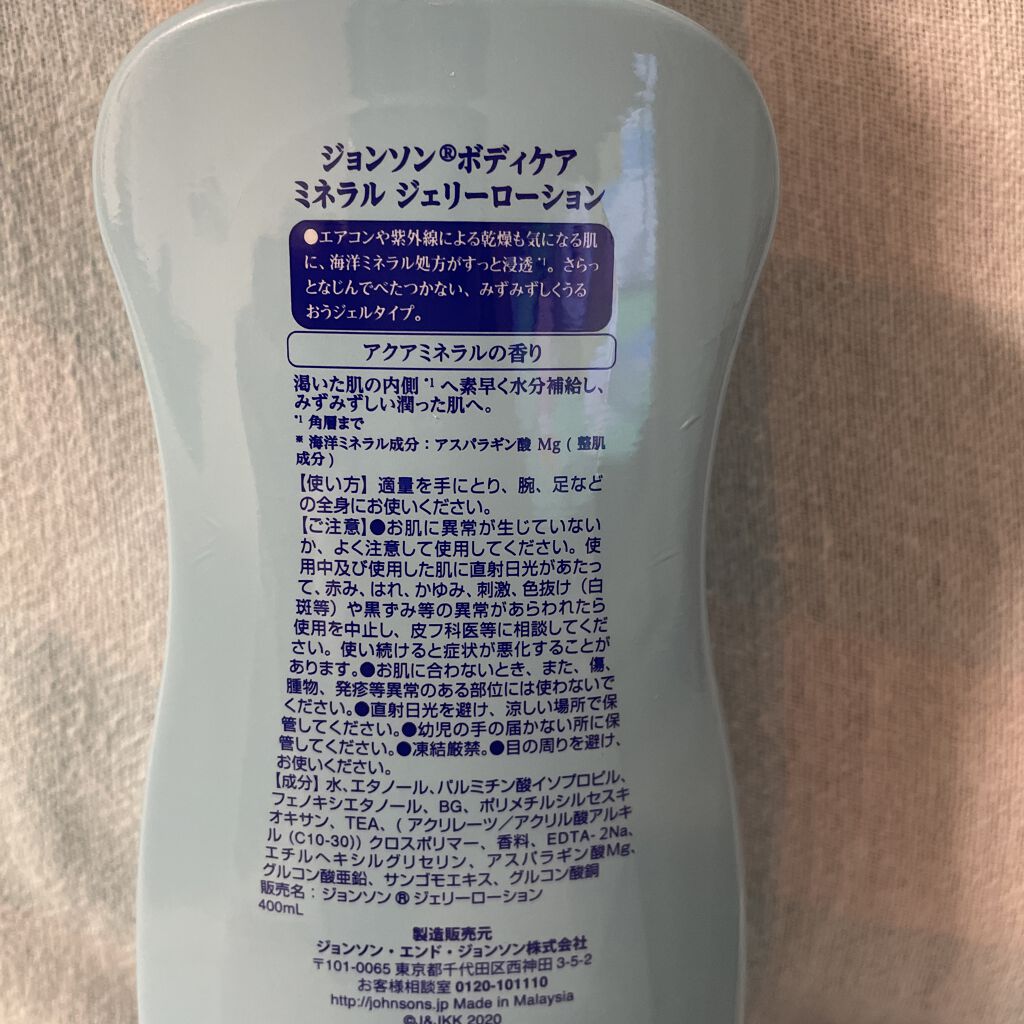 ジョンソン®ボディケア
ミネラル ジェリーローション
●エアコンや紫外線による乾燥も気になる肌
に、海洋ミネラル処方がすっと浸透*1。さらっ
となじんでべたつかない、みずみずしくうる
おうジェルタイプ。
アクアミネラルの香り
渇いた肌の内側*1へ素早く水分補給し、
みずみずしい潤った肌へ。
*1 角層まで
※ 海洋ミネラル成分：アスパラギン酸 Mg ( 整肌
成分 )
【使い方】適量を手にとり、腕、足など
の全身にお使いください。
【ご注意】●お肌に異常が生じていない
か、よく注意して使用してください。使
用中及び使用した肌に直射日光があたっ
て、赤み、はれ、かゆみ、刺激、色抜け（白
斑等）や黒ずみ等の異常があらわれたら
使用を中止し、皮フ科医等に相談してくだ
さい。使い続けると症状が悪化することが
あります。●お肌に合わないとき、また、傷、
腫物、発疹等異常のある部位には使わないで
ください。●直射日光を避け、涼しい場所で保
管してください。●幼児の手の届かない所に保
管してください。●凍結厳禁。●目の周りを避け、
お使いください。
【成分】水、エタノール、パルミチン酸イソプロピル、
フェノキシエタノール、BG、ポリメチルシルセスキ
オキサン、TEA、( アクリレーツ／アクリル酸アルキ
ル (C10-30)) クロスポリマー、香料、EDTA-2Na、
エチルヘキシルグリセリン、アスパラギン酸Mg、
グルコン酸亜鉛、サンゴモエキス、グルコン酸銅
販売名：ジョンソン®ジェリーローション
400mL
製造販売元
ジョンソン・エンド・ジョンソン株式会社
〒101-0065 東京都千代田区西神田 3-5-2
お客様相談室 0120-101110
http://johnsons.jp Made in Malaysia
©J&JKK 2020